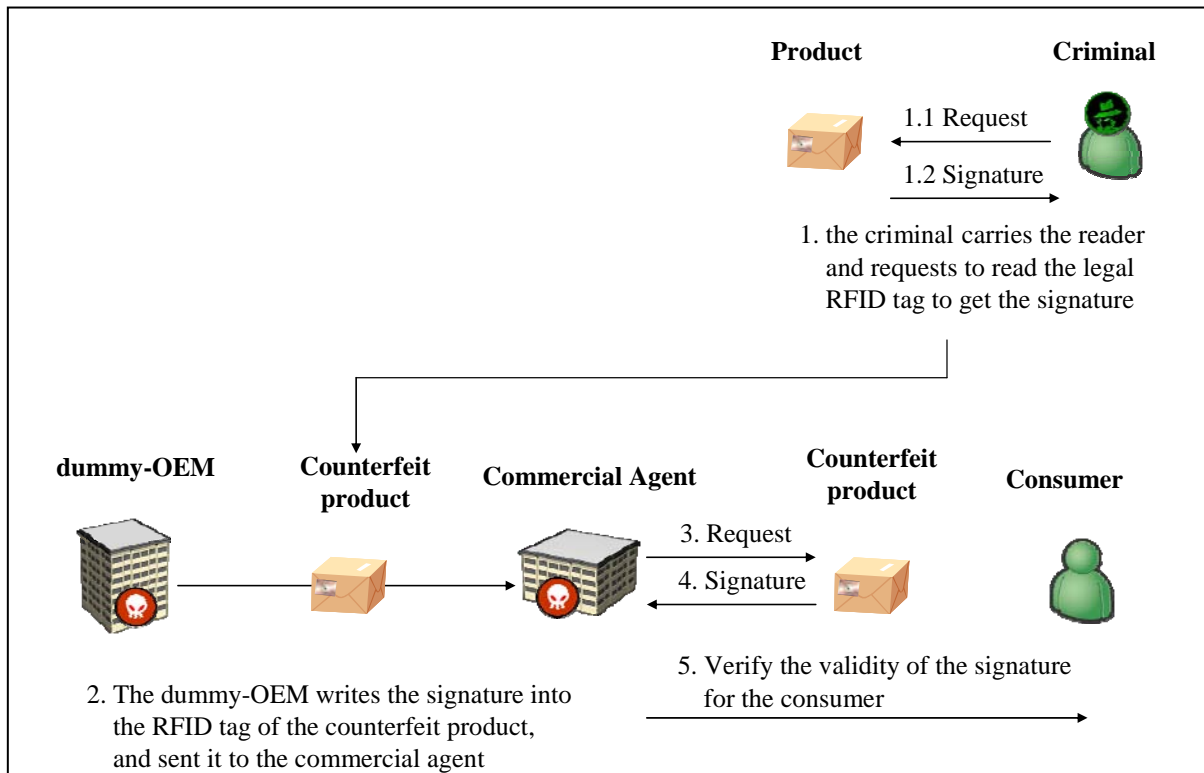 Product
Criminal
1.1 Request
1.2 Signature
1. the criminal carries the reader
and requests to read the legal
RFID tag to get the signature
dummy-OEM
Counterfeit
product
Commercial Agent
Counterfeit
product
Consumer
3. Request
4. Signature
5. Verify the validity of the signature
for the consumer
2. The dummy-OEM writes the signature into
the RFID tag of the counterfeit product,
and sent it to the commercial agent